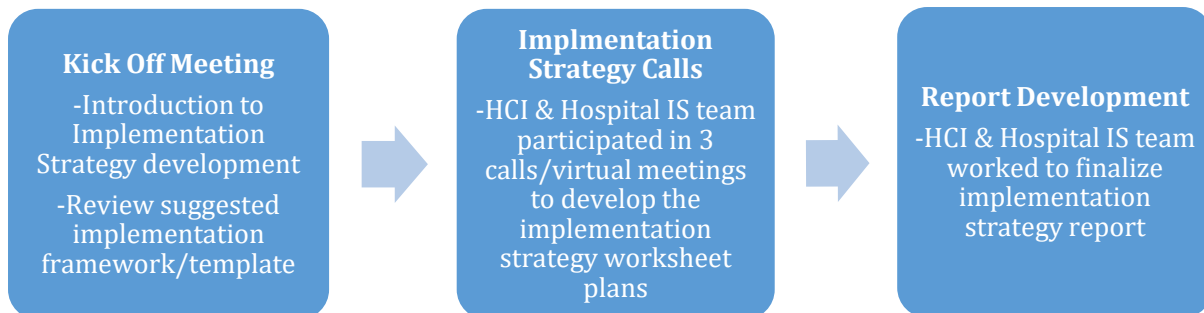 Kick Off Meeting
-Introduction to
Implementation
Strategy development
-Review suggested
implementation
framework/template
Implmentation
Strategy Calls
-HCI & Hospital IS team
participated in 3
calls/virtual meetings
to develop the
implementation
strategy worksheet
plans
Report Development
-HCI & Hospital IS team
worked to finalize
implementation
strategy report